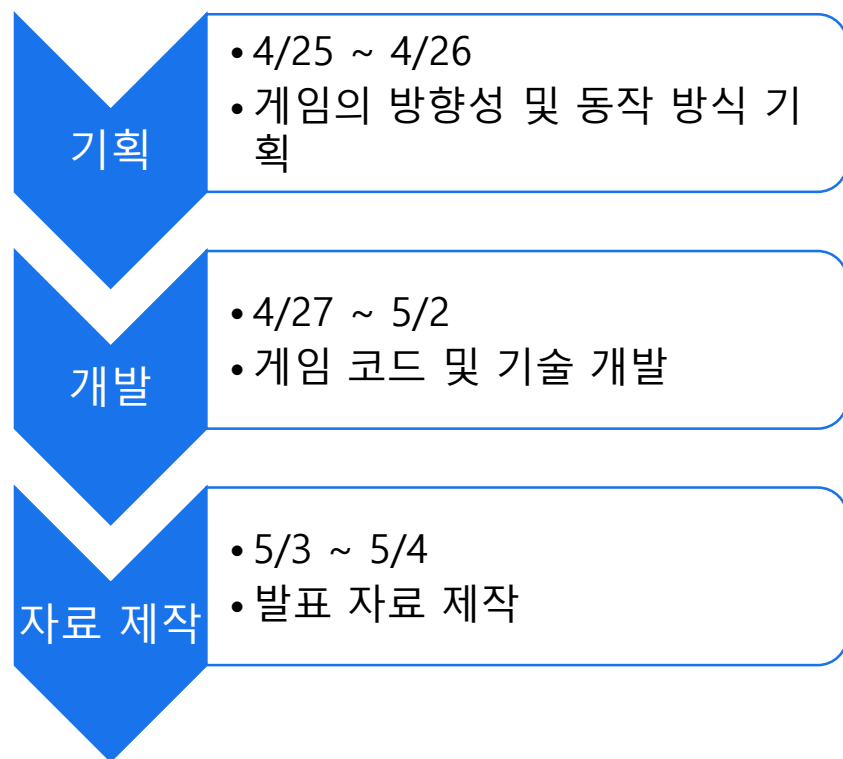 기획
• 4/25 ~ 4/26
• 게임의 방향성 및 동작 방식 기
획
개발
• 4/27 ~ 5/2
• 게임 코드 및 기술 개발
자료 제작
• 5/3 ~ 5/4
• 발표 자료 제작